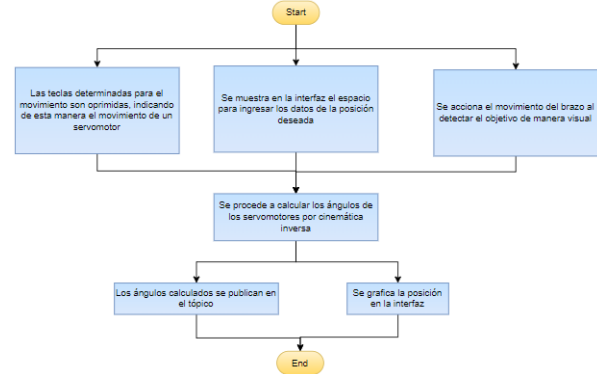 Start
Las teclas determinadas para el
movimiento son oprimidas, indicando
de esta manera el movimiento de un
servomotor
Se muestra en la interfaz el espacio
para ingresar los datos de la posición
deseada
Se acciona el movimiento del brazo al
detectar el objetivo de manera visual
Se procede a calcular los ángulos de
los servomotores por cinemática
inversa
Los ángulos calculados se publican en
el tópico
Se grafica la posición
en la interfaz
End